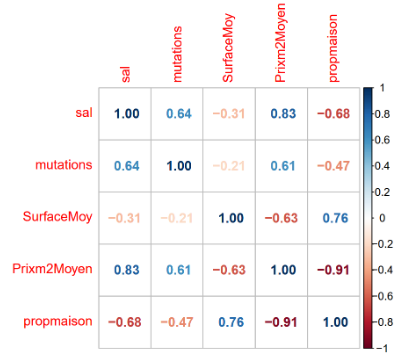 sal mutations SurfaceMoy Prixm2Moyen propmaison
sal 1.00 0.64 −0.31 0.83 −0.68
mutations 0.64 1.00 −0.21 0.61 −0.47
SurfaceMoy −0.31 −0.21 1.00 −0.63 0.76
Prixm2Moyen 0.83 0.61 −0.63 1.00 −0.91
propmaison −0.68 −0.47 0.76 −0.91 1.00
1
0.8
0.6
0.4
0.2
0
−0.2
−0.4
−0.6
−0.8
−1